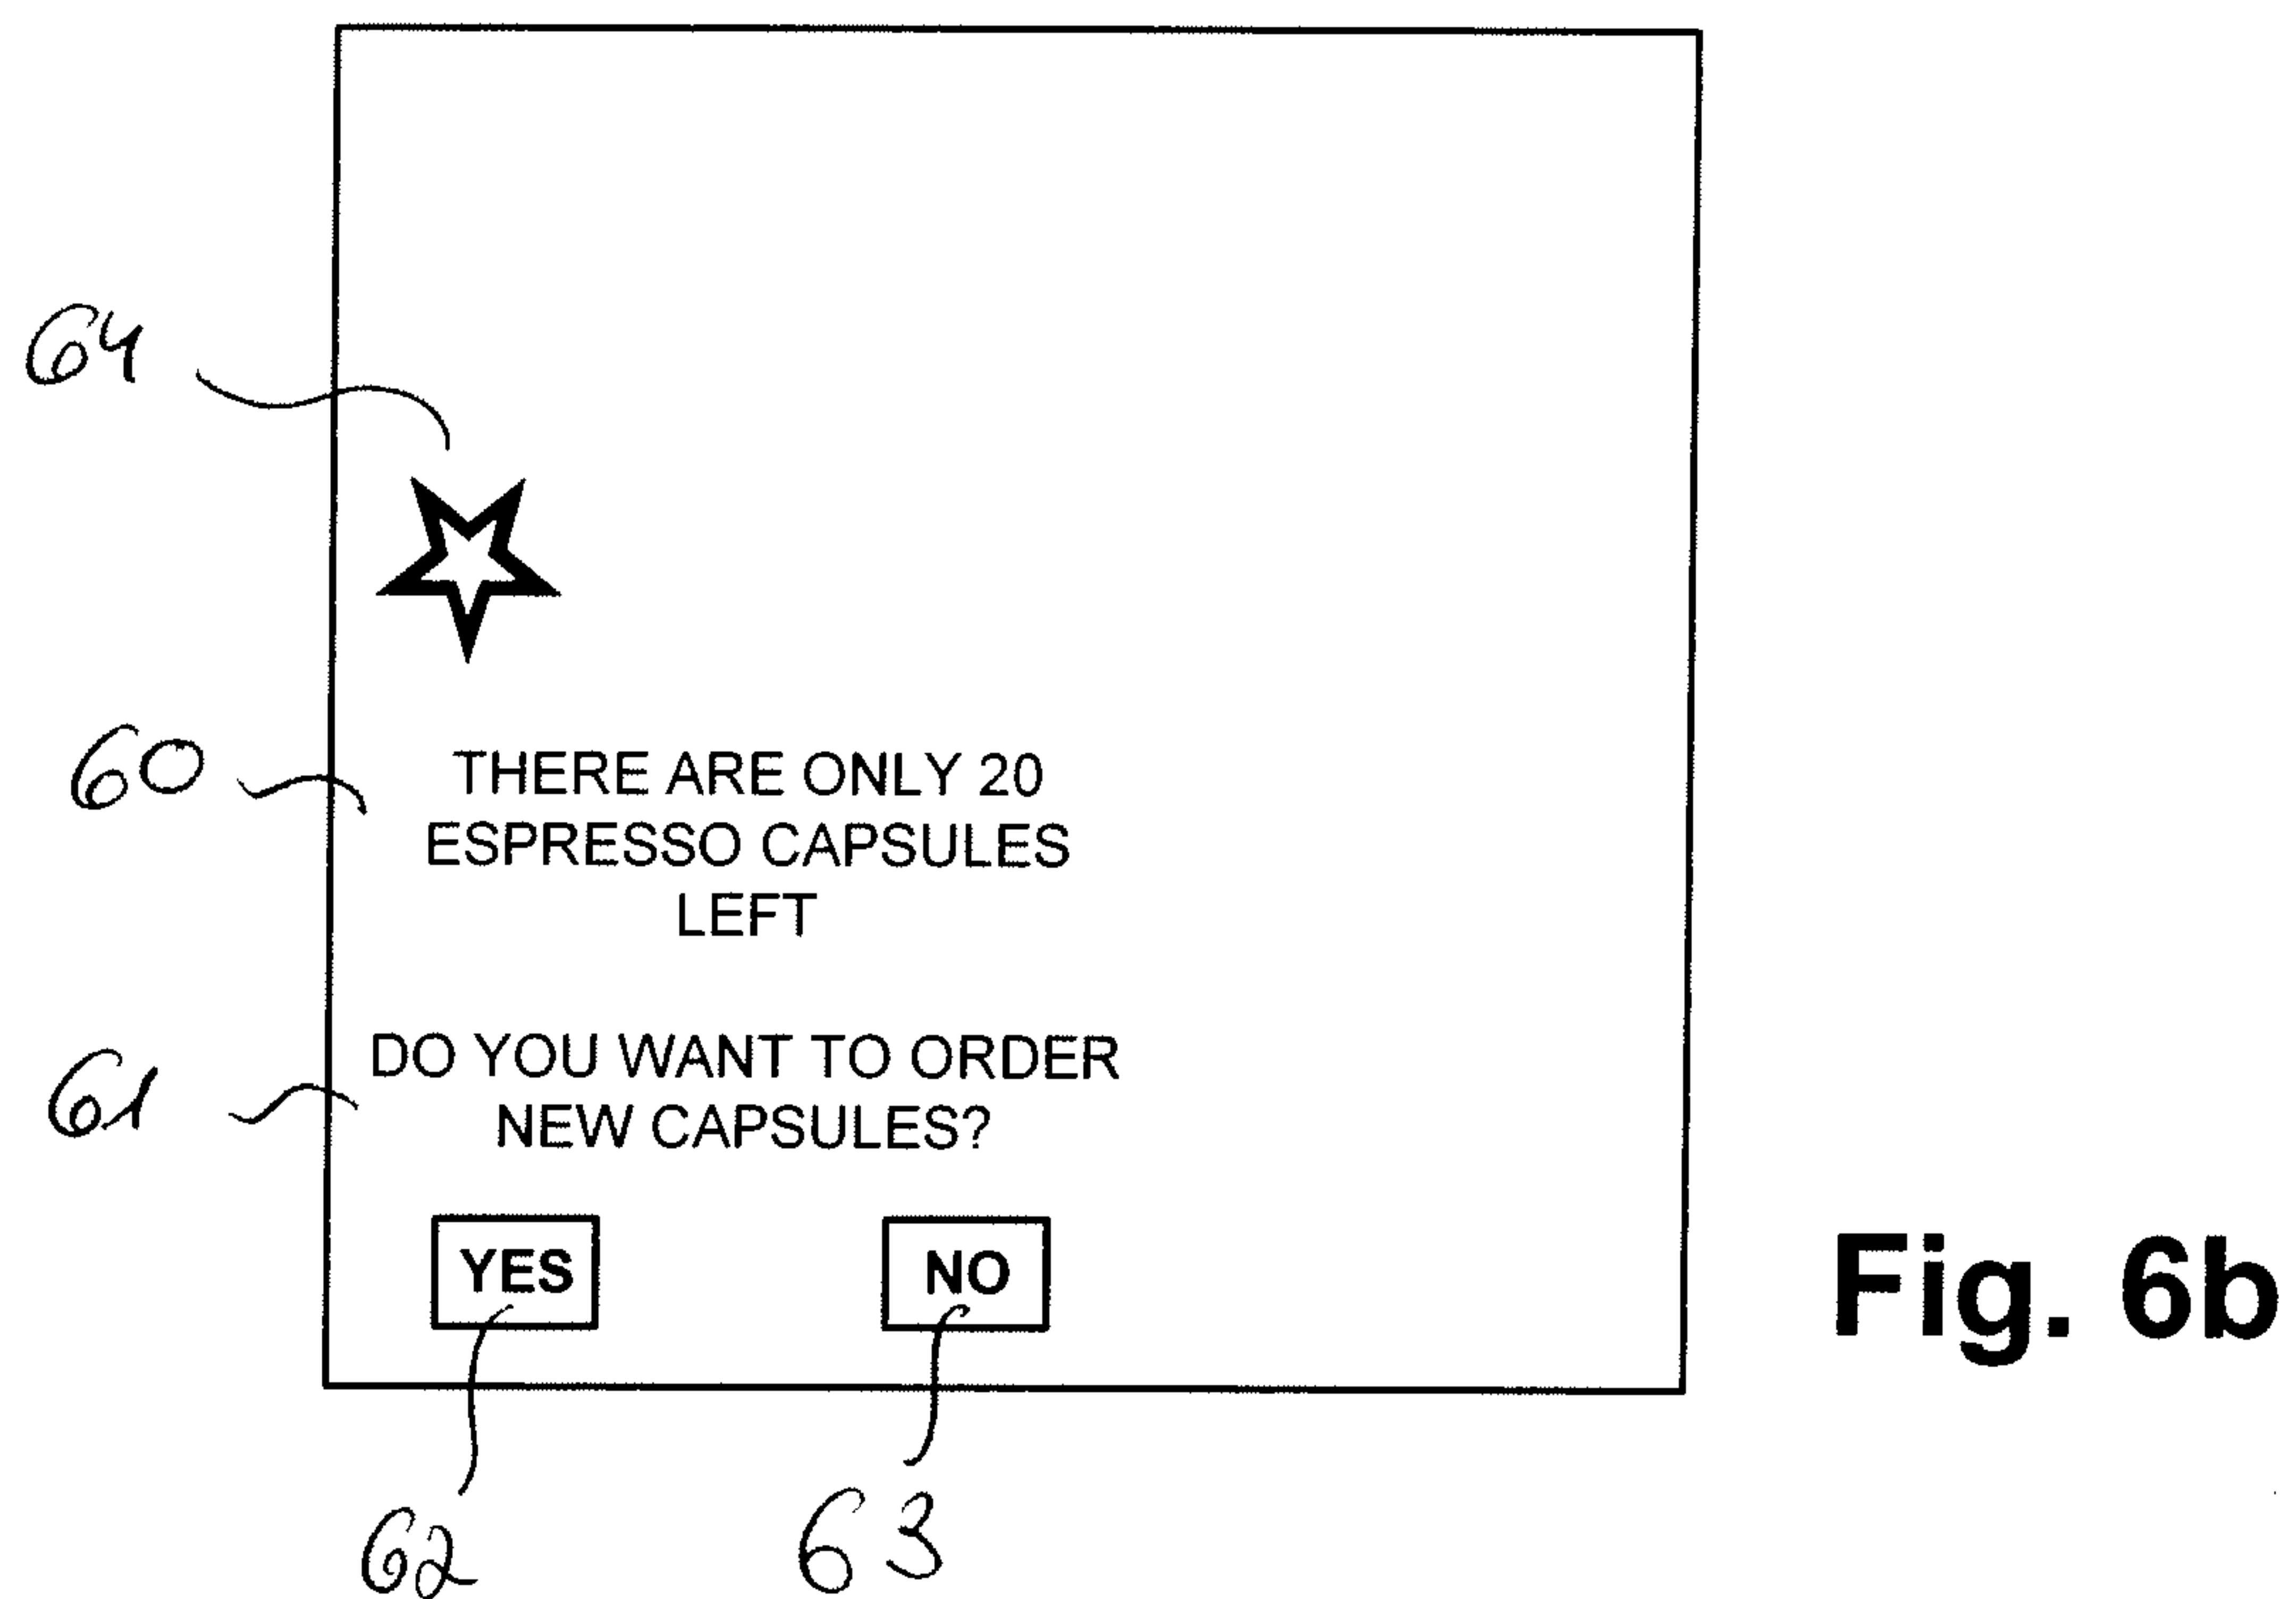 64
60
THERE ARE ONLY 20
ESPRESSO CAPSULES
LEFT
61
DO YOU WANT TO ORDER
NEW CAPSULES?
YES
NO
Fig. 6b
62
63